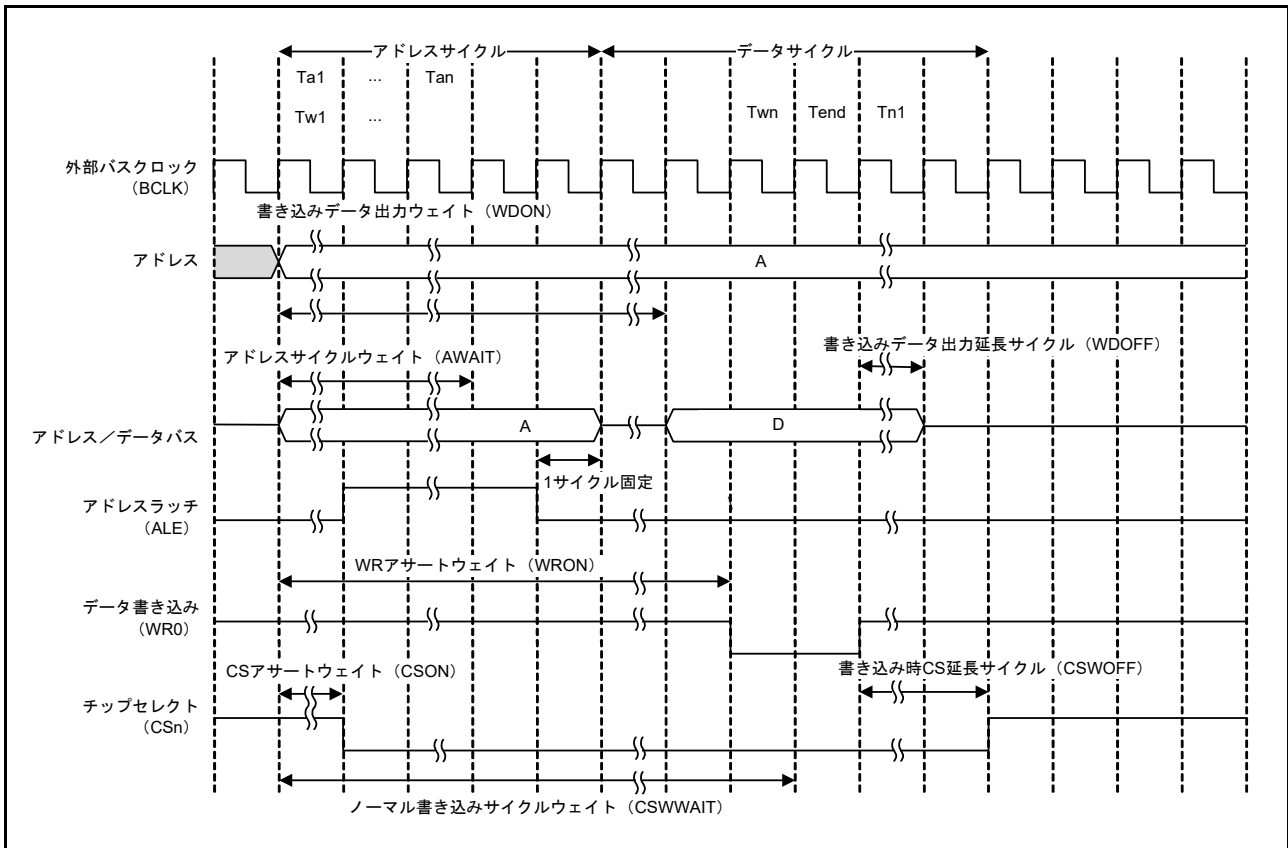 アドレスサイクル データサイクル
Ta1 ... Tan
Tw1 ... Twn Tend Tn1
外部バスクロック
（BCLK）
書き込みデータ出力ウェイト（WDON）
アドレス
A
書き込みデータ出力延長サイクル（WDOFF）
アドレスサイクルウェイト（AWAIT）
アドレス／データバス
A D
1サイクル固定
アドレスラッチ
（ALE）
WRアサートウェイト（WRON）
データ書き込み
（WR0）
CSアサートウェイト（CSON） 書き込み時CS延長サイクル（CSWOFF）
チップセレクト
（CSn）
ノーマル書き込みサイクルウェイト（CSWWAIT）